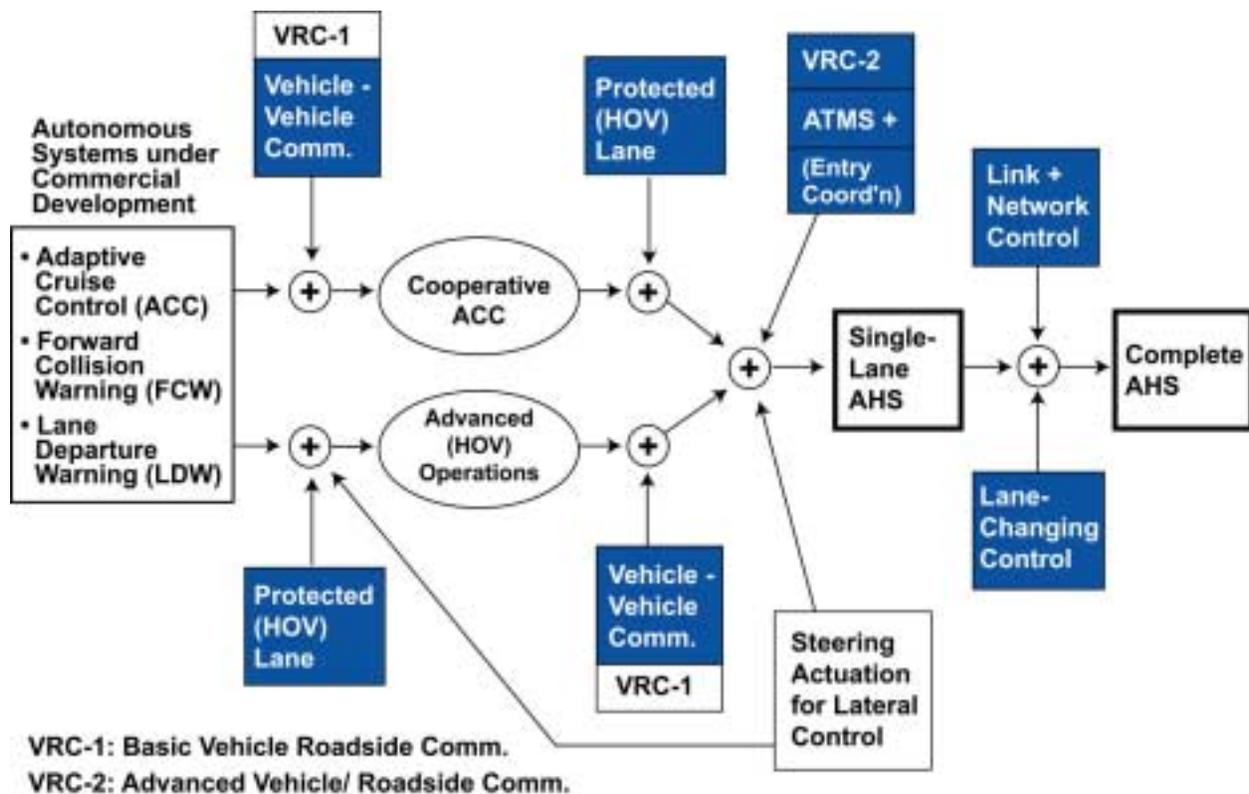 VRC-1
Vehicle -
Vehicle
Comm.
Protected
(HOV)
Lane
VRC-2
ATMS +
(Entry
Coord'n)
Link +
Network
Control
Autonomous
Systems under
Commercial
Development
• Adaptive
Cruise
Control (ACC)
• Forward
Collision
Warning (FCW)
• Lane
Departure
Warning (LDW)
+
Cooperative
ACC
+
+
Single-
Lane
AHS
+
Complete
AHS
+
Advanced
(HOV)
Operations
+
Protected
(HOV)
Lane
Vehicle -
Vehicle
Comm.
VRC-1
Steering
Actuation
for Lateral
Control
Lane-
Changing
Control
VRC-1: Basic Vehicle Roadside Comm.
VRC-2: Advanced Vehicle/ Roadside Comm.